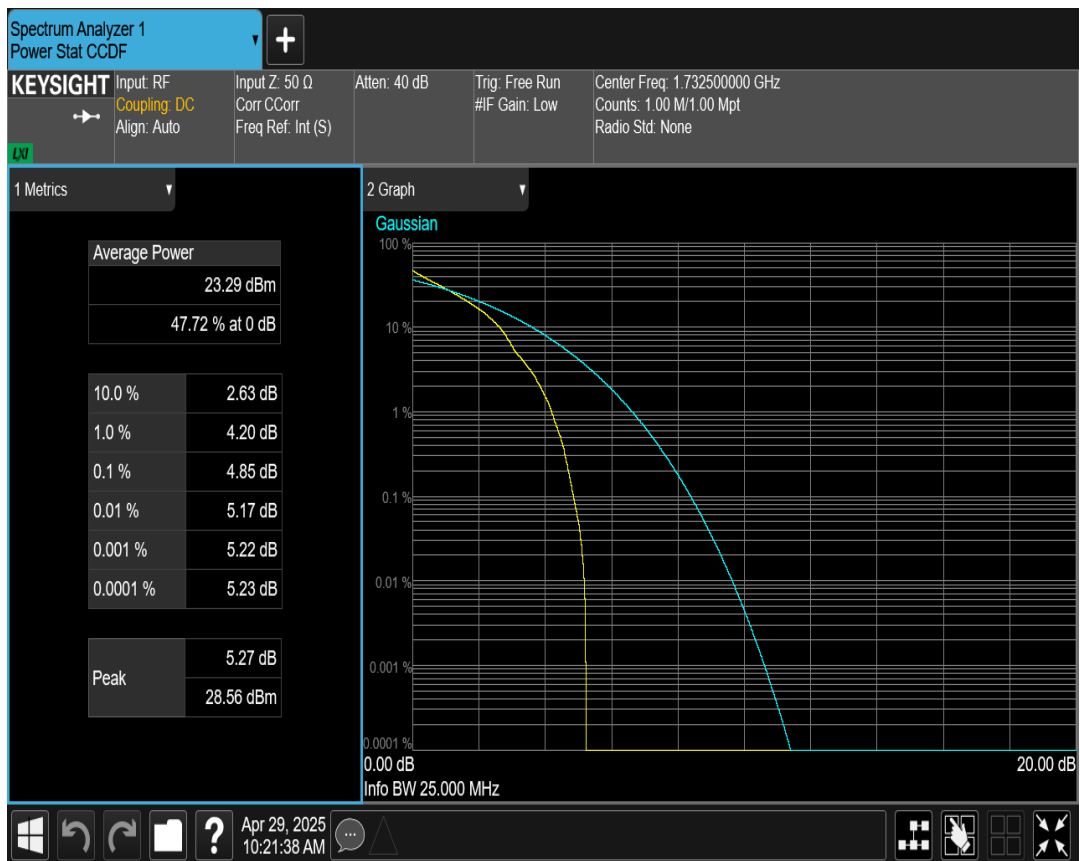 Spectrum Analyzer 1
Power Stat CCDF
+
KEYSIGHT
LXI
Input: RF
Coupling: DC
Align: Auto
Input Z: 50 Ω
Corr CCorr
Freq Ref: Int (S)
Atten: 40 dB
Trig: Free Run
#IF Gain: Low
Center Freq: 1.732500000 GHz
Counts: 1.00 M/1.00 Mpt
Radio Std: None
1 Metrics
Average Power
23.29 dBm
47.72 % at 0 dB
10.0 % 2.63 dB
1.0 % 4.20 dB
0.1 % 4.85 dB
0.01 % 5.17 dB
0.001 % 5.22 dB
0.0001 % 5.23 dB
Peak
5.27 dB
28.56 dBm
2 Graph
Gaussian
100 %
10 %
1 %
0.1 %
0.01 %
0.001 %
0.0001 %
0.00 dB 20.00 dB
Info BW 25.000 MHz
?
Apr 29, 2025
10:21:38 AM